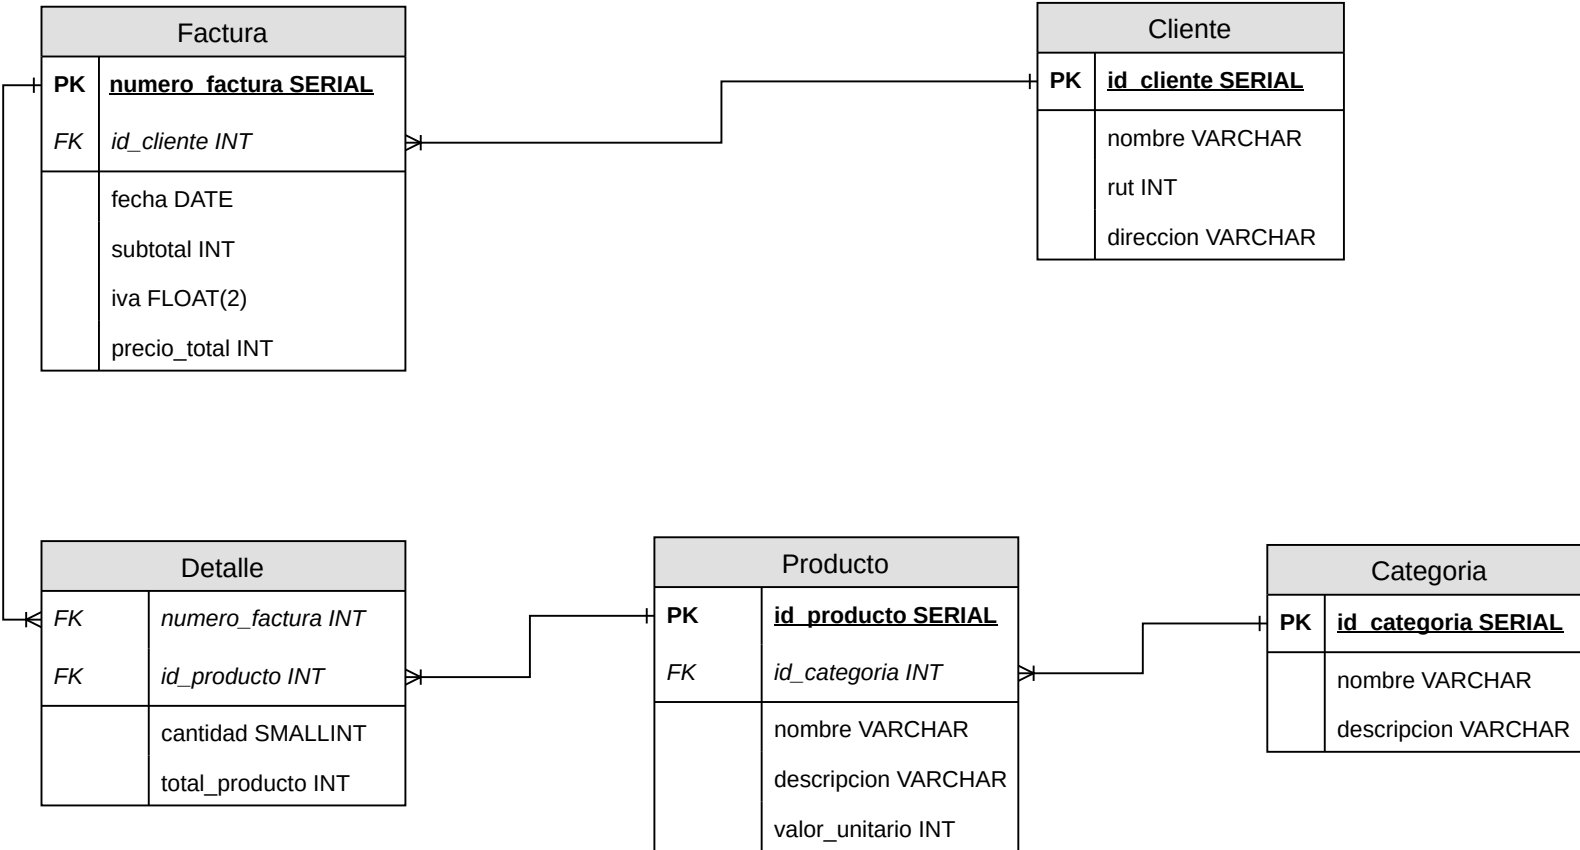 Factura
PK numero_factura SERIAL
FK id_cliente INT
fecha DATE
subtotal INT
iva FLOAT(2)
precio_total INT
Cliente
PK id_cliente SERIAL
nombre VARCHAR
rut INT
direccion VARCHAR
Detalle
FK numero_factura INT
FK id_producto INT
cantidad SMALLINT
total_producto INT
Producto
PK id_producto SERIAL
FK id_categoria INT
nombre VARCHAR
descripcion VARCHAR
valor_unitario INT
Categoria
PK id_categoria SERIAL
nombre VARCHAR
descripcion VARCHAR